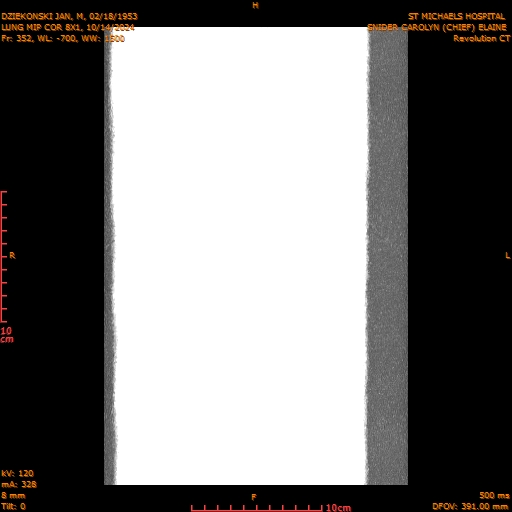 H
DZIEKONSKI JAN, M, 02/18/1953
LUNG MIP COR 8X1, 10/14/2024
Fr: 352, WL: -700, WW: 1500
ST MICHAELS HOSPITAL
SNIDER CAROLYN (CHIEF) ELAINE
Revolution CT
R
L
10
cm
kV: 120
mA: 328
8 mm
Tilt: 0
F
10cm
500 ms
DFOV: 391.00 mm